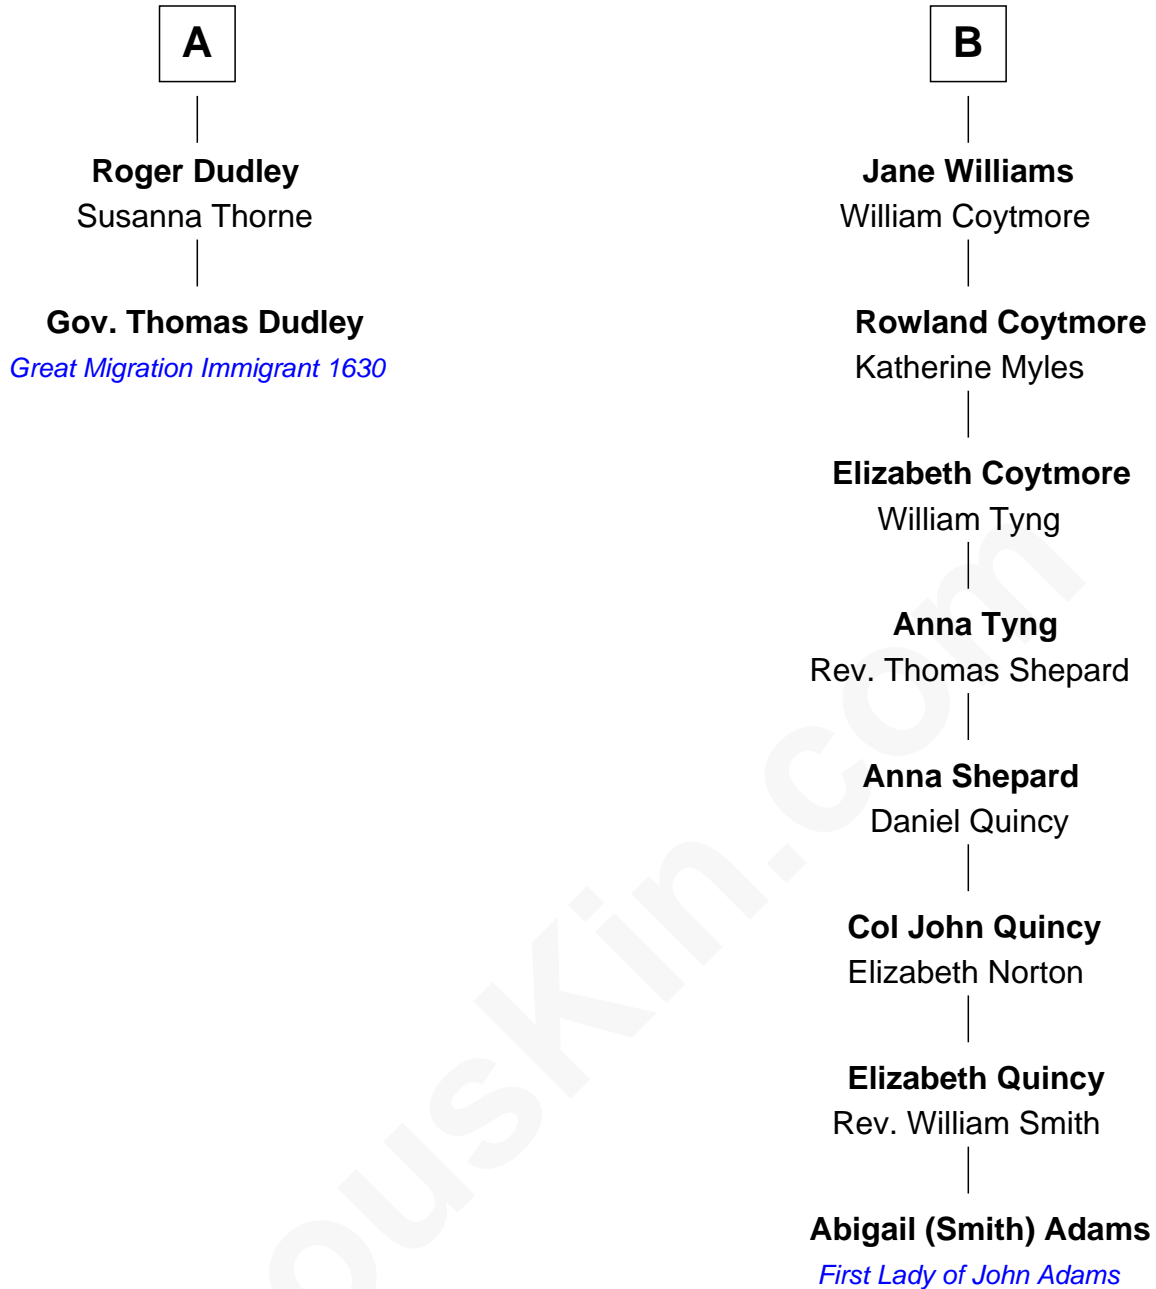 A
Roger Dudley
Susanna Thorne
Gov. Thomas Dudley
Great Migration Immigrant 1630
B
Jane Williams
William Coytmore
Rowland Coytmore
Katherine Myles
Elizabeth Coytmore
William Tyng
Anna Tyng
Rev. Thomas Shepard
Anna Shepard
Daniel Quincy
Col John Quincy
Elizabeth Norton
Elizabeth Quincy
Rev. William Smith
Abigail (Smith) Adams
First Lady of John Adams
ousKin.com